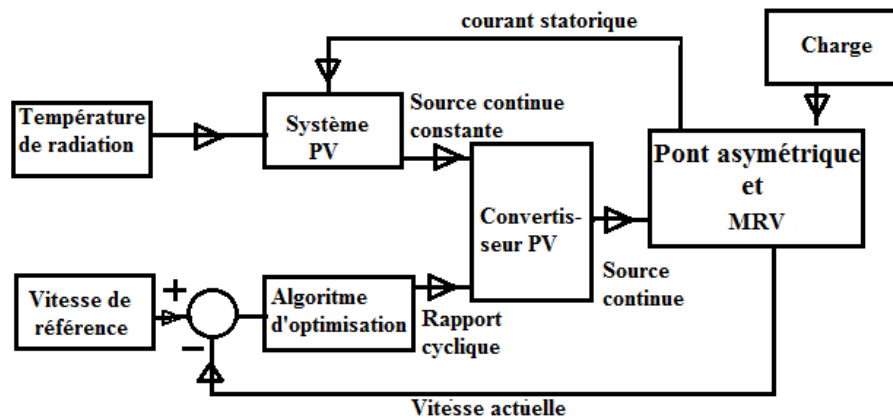 courant statorique
Charge
Température
de radiation
Système
PV
Source continue
constante
Pont asymétrique
et
MRV
Convertis-
seur PV
Source
continue
Vitesse de
référence
+
−
Algoritme
d'optimisation
Rapport
cyclique
Vitesse actuelle